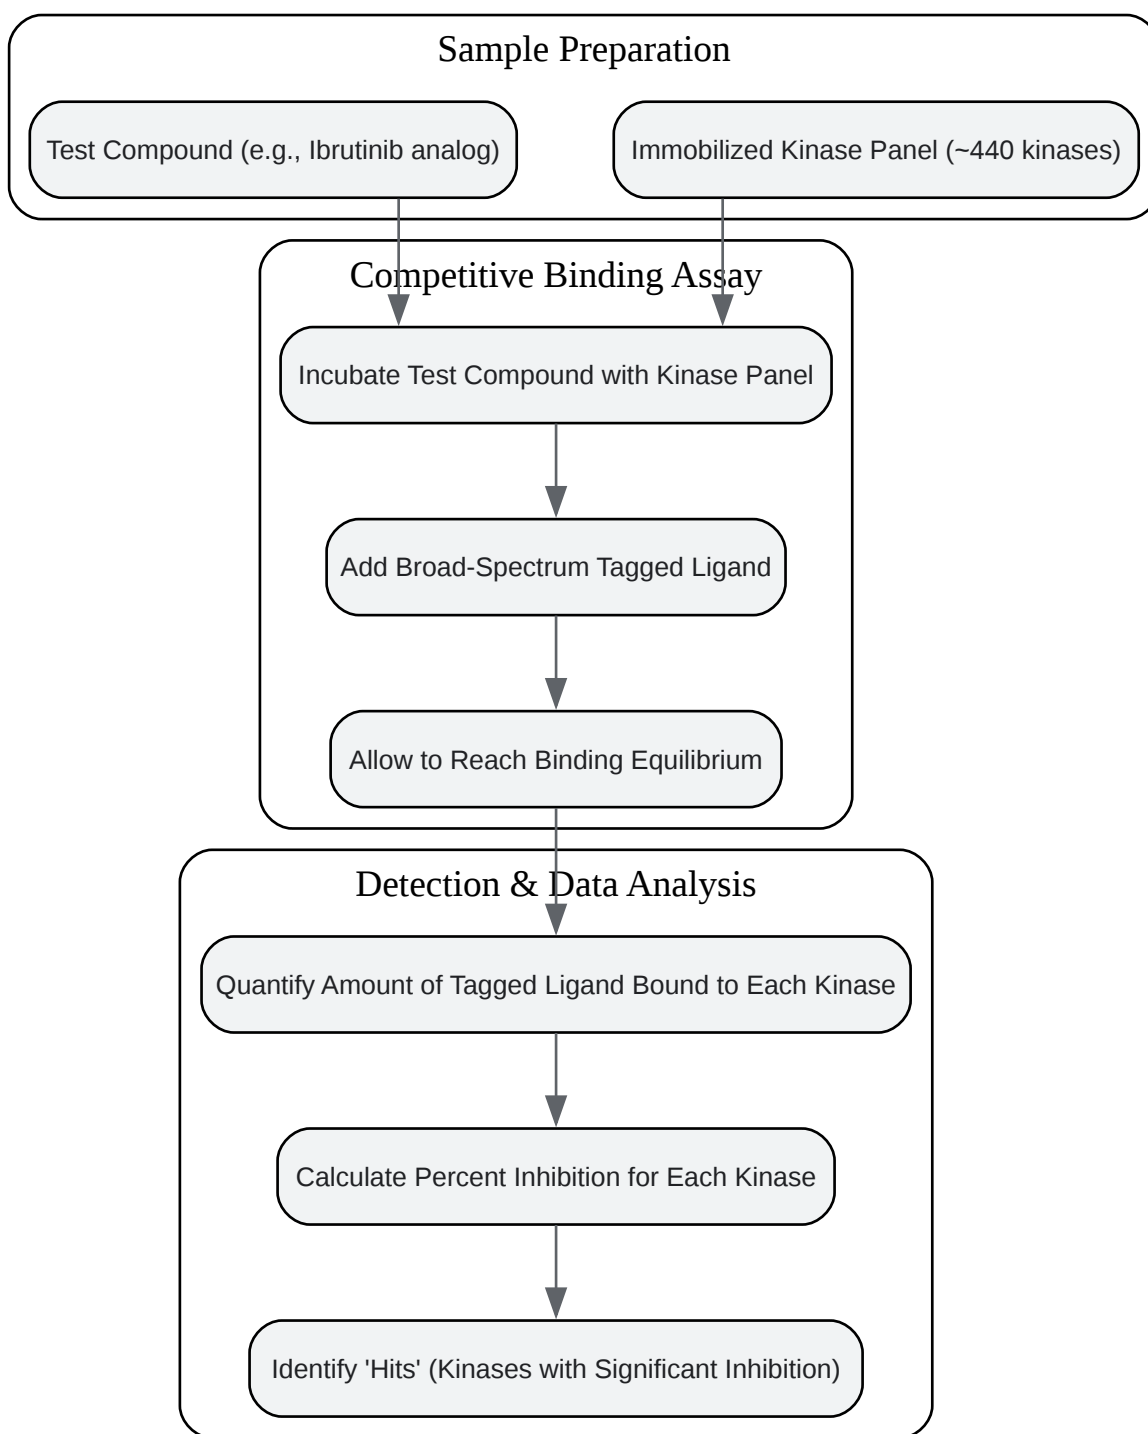 Sample Preparation
Test Compound (e.g., Ibrutinib analog)
Immobilized Kinase Panel (~440 kinases)
Competitive Binding Assay
Incubate Test Compound with Kinase Panel
Add Broad-Spectrum Tagged Ligand
Allow to Reach Binding Equilibrium
Detection & Data Analysis
Quantify Amount of Tagged Ligand Bound to Each Kinase
Calculate Percent Inhibition for Each Kinase
Identify 'Hits' (Kinases with Significant Inhibition)